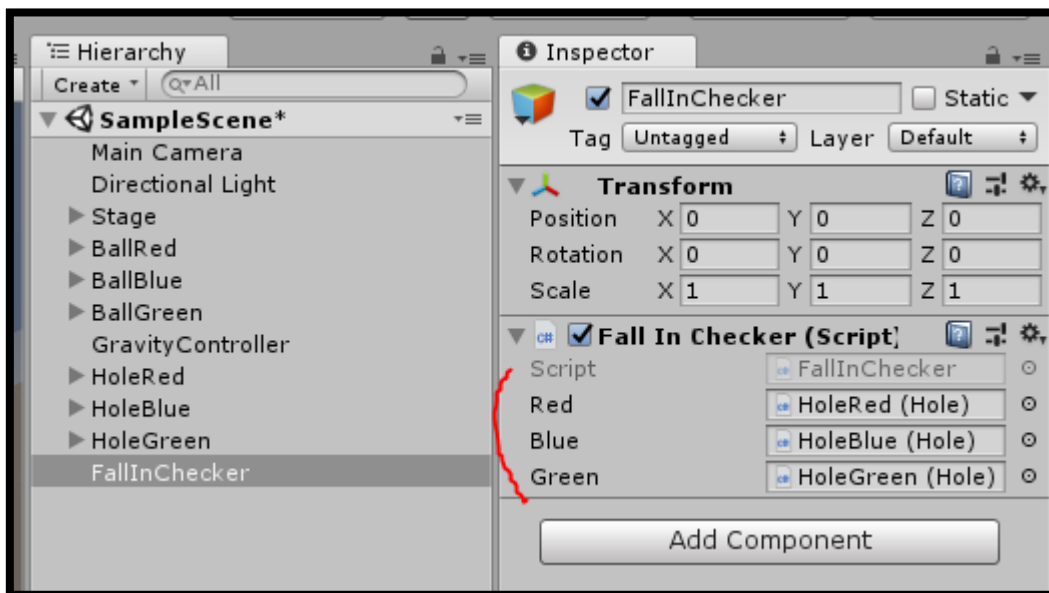 Hierarchy
Create
All
SampleScene*
Main Camera
Directional Light
Stage
BallRed
BallBlue
BallGreen
GravityController
HoleRed
HoleBlue
HoleGreen
FallInChecker
Inspector
FallInChecker Static
Tag Untagged Layer Default
Transform
Position X 0 Y 0 Z 0
Rotation X 0 Y 0 Z 0
Scale X 1 Y 1 Z 1
c# Fall In Checker (Script)
Script FallInChecker
Red HoleRed (Hole)
Blue HoleBlue (Hole)
Green HoleGreen (Hole)
Add Component